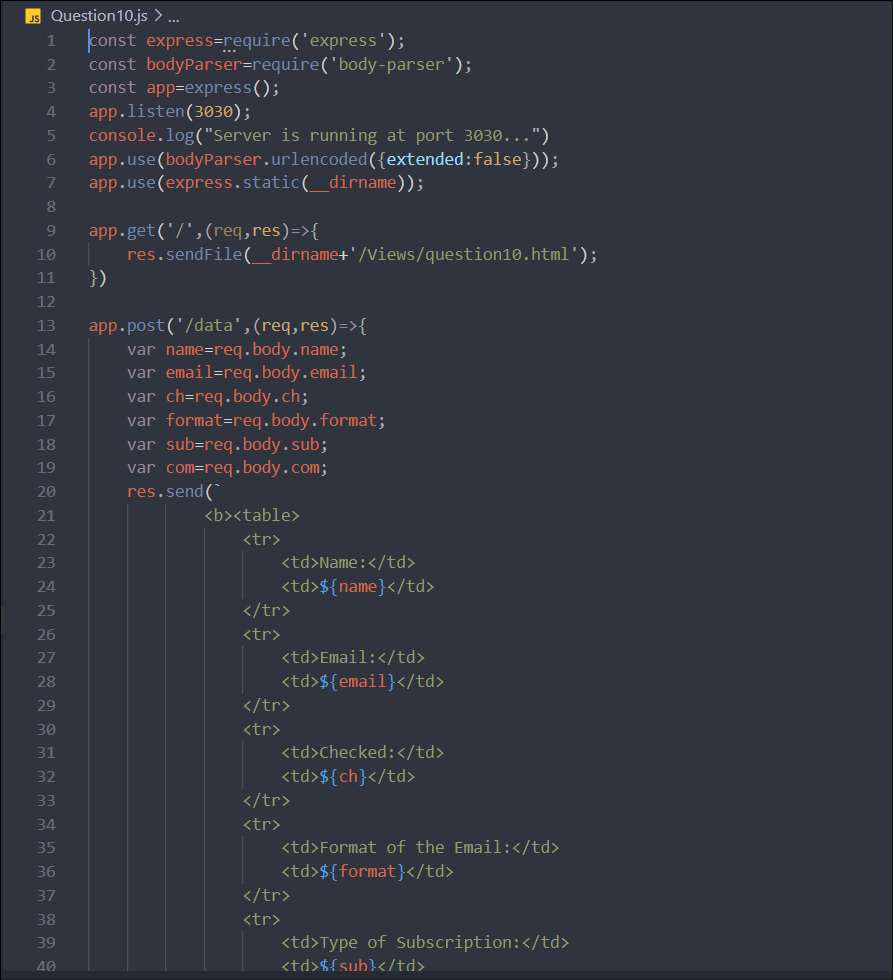 JS Question10.js > ...
1 const express=require('express');
2 const bodyParser=require('body-parser');
3 const app=express();
4 app.listen(3030);
5 console.log("Server is running at port 3030...")
6 app.use(bodyParser.urlencoded({extended:false}));
7 app.use(express.static(__dirname));
8
9 app.get('/',(req,res)=>{
10     res.sendFile(__dirname+'/Views/question10.html');
11 })
12
13 app.post('/data',(req,res)=>{
14     var name=req.body.name;
15     var email=req.body.email;
16     var ch=req.body.ch;
17     var format=req.body.format;
18     var sub=req.body.sub;
19     var com=req.body.com;
20     res.send(`
21             <b><table>
22                 <tr>
23                     <td>Name:</td>
24                     <td>${name}</td>
25                 </tr>
26                 <tr>
27                     <td>Email:</td>
28                     <td>${email}</td>
29                 </tr>
30                 <tr>
31                     <td>Checked:</td>
32                     <td>${ch}</td>
33                 </tr>
34                 <tr>
35                     <td>Format of the Email:</td>
36                     <td>${format}</td>
37                 </tr>
38                 <tr>
39                     <td>Type of Subscription:</td>
40                     <td>${sub}</td>